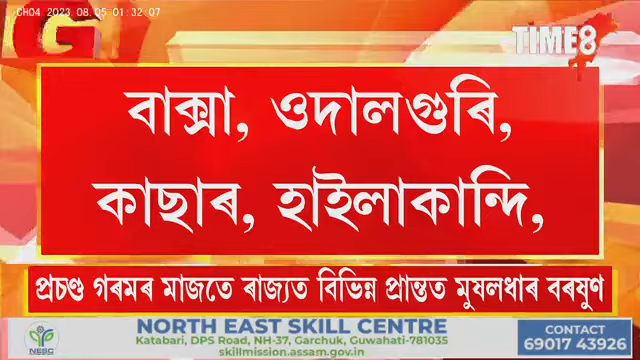 CH04 2023 08 05 01:32:07
G
TIME8
বাক্সা, ওদালগুৰি,
কাছাৰ, হাইলাকান্দি,
প্ৰচণ্ড গৰমৰ মাজতে ৰাজ্যত বিভিন্ন প্ৰান্তত মুষলধাৰ বৰষুণ
NESC
NORTH EAST SKILL CENTRE
Katabari, DPS Road, NH-37, Garchuk, Guwahati-781035
skillmission.assam.gov.in
CONTACT
69017 43926